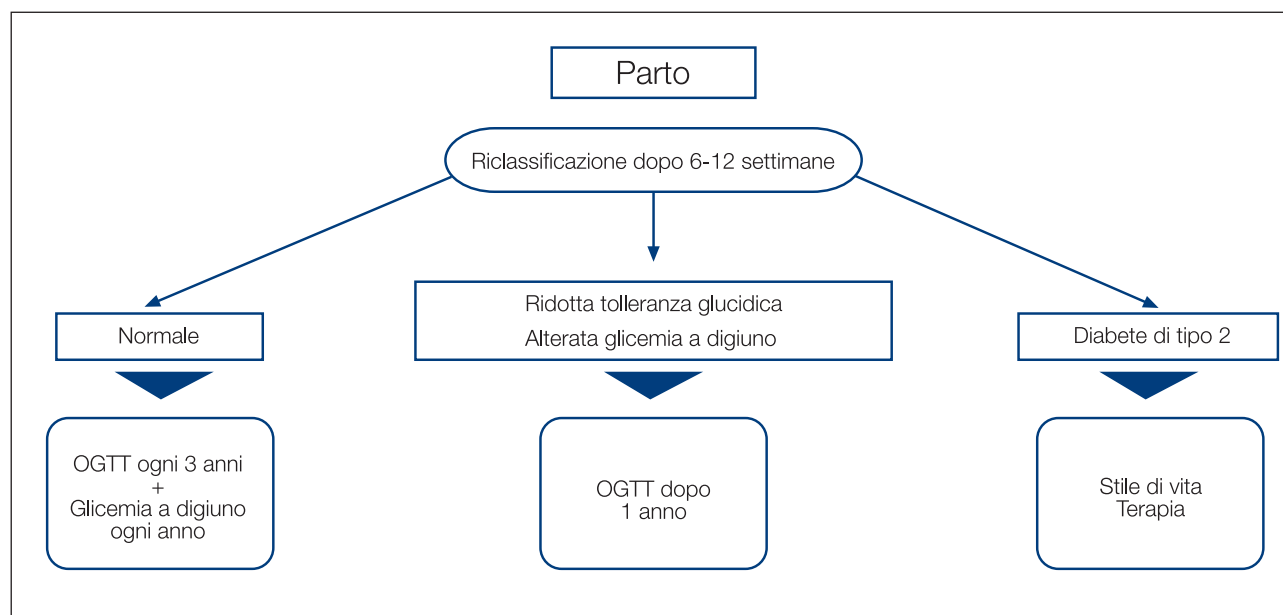 Parto
Riclassificazione dopo 6-12 settimane
Normale
Ridotta tolleranza glucidica
Alterata glicemia a digiuno
Diabete di tipo 2
OGTT ogni 3 anni
+
Glicemia a digiuno
ogni anno
OGTT dopo
1 anno
Stile di vita
Terapia